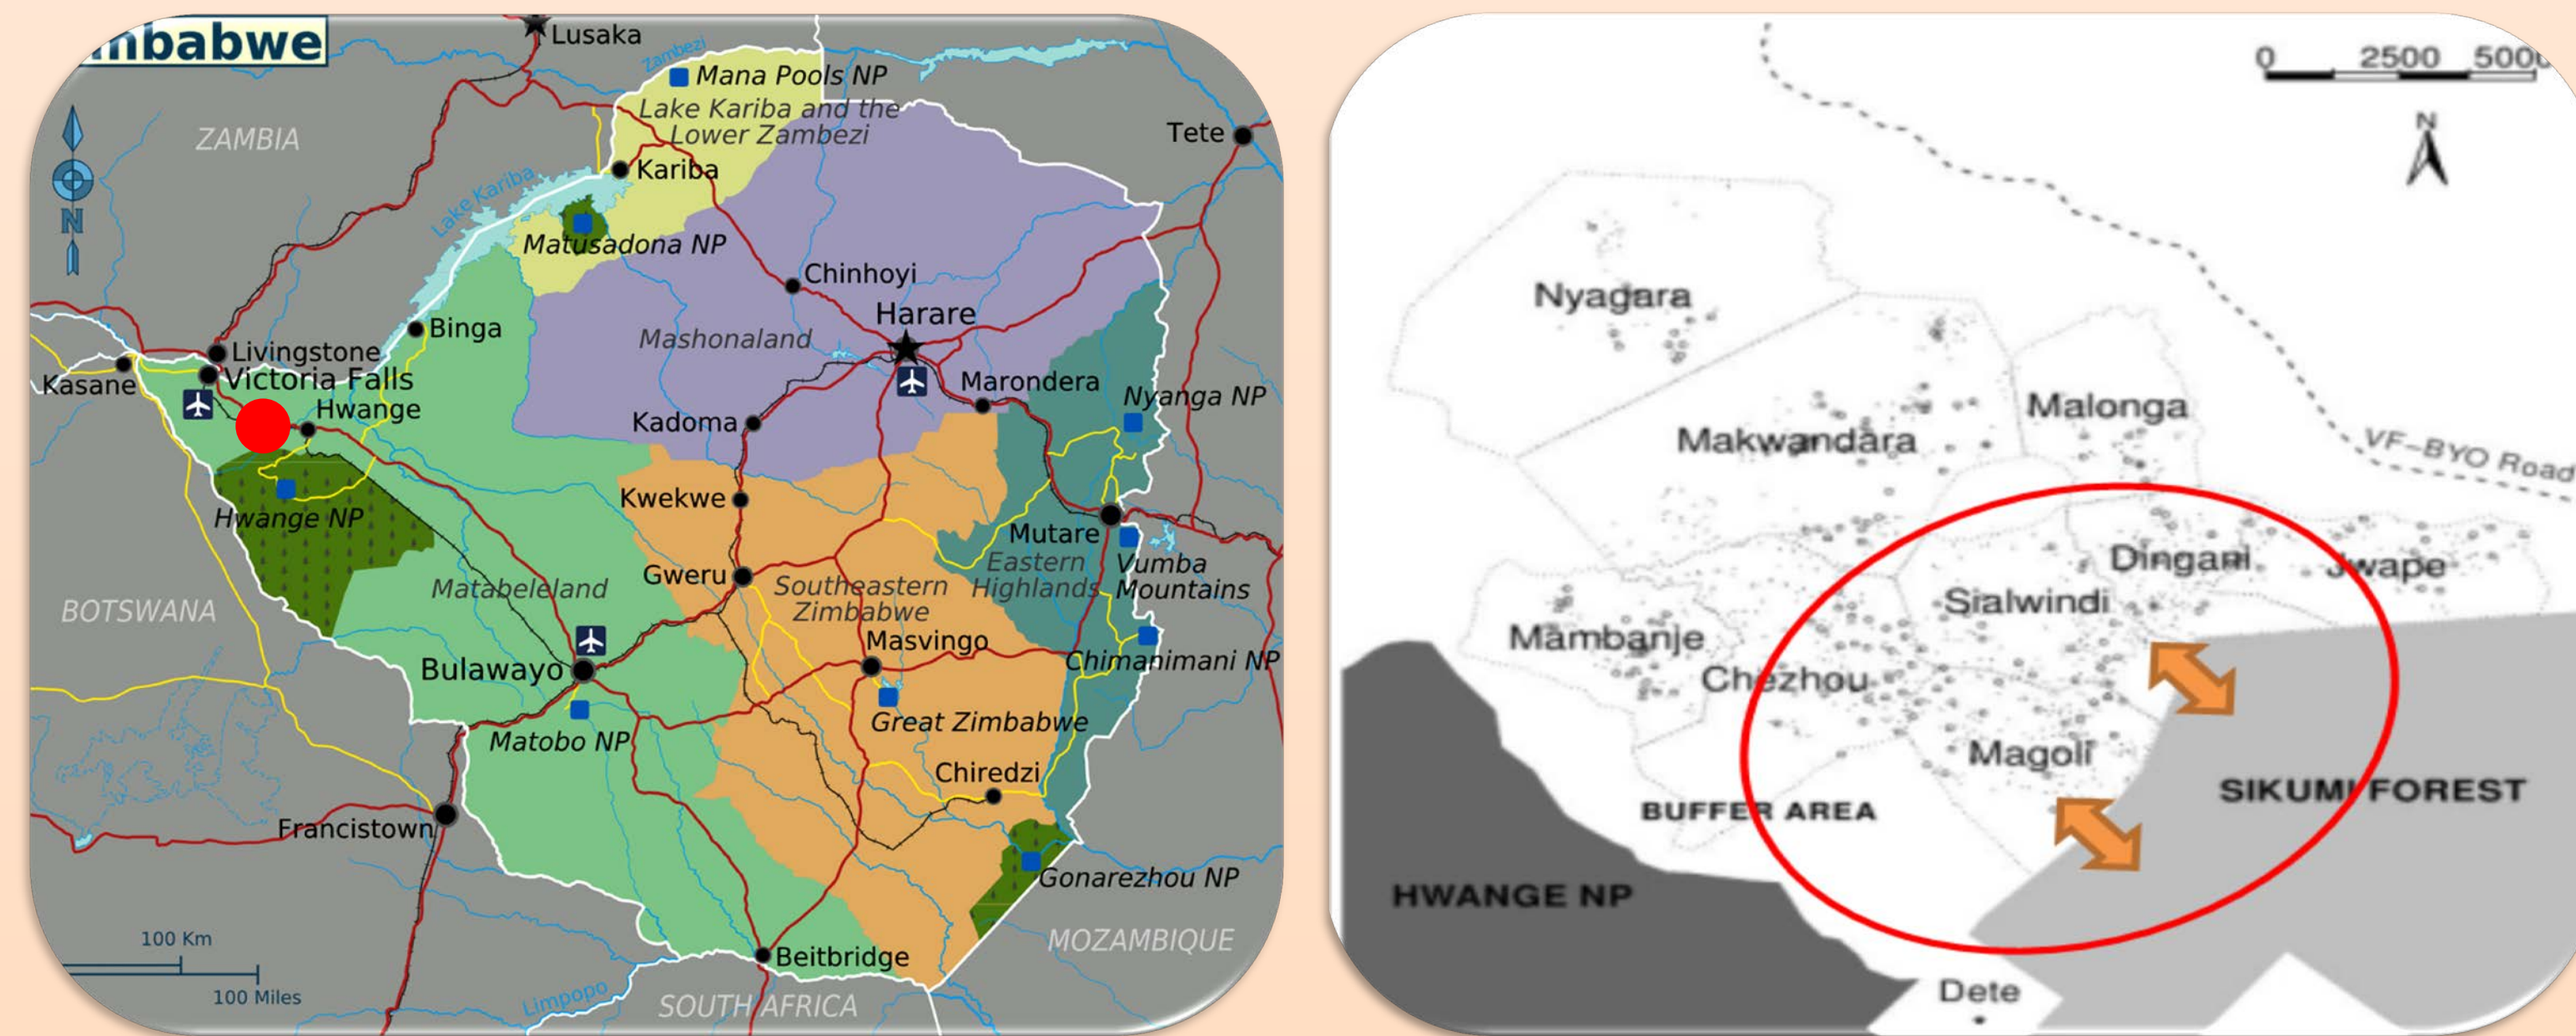 mbabwe
Lusaka
Zambezi
Mana Pools NP
Lake Kariba and the
Lower Zambezi
Tete
ZAMBIA
Kariba
Lake Kariba
N
Matusadona NP
Chinhoyi
Harare
Binga
Mashonaland
Livingstone
Victoria Falls
Kasane
Marondera
Nyanga NP
Hwange
Kadoma
Hwange NP
Kwekwe
Mutare
Eastern
Highlands
Vumba
Mountains
Gweru
Southeastern
Zimbabwe
Matabeleland
BOTSWANA
Masvingo
Bulawayo
Chimanimani NP
Great Zimbabwe
Matobo NP
Chiredzi
Francistown
Gonarezhou NP
100 Km
MOZAMBIQUE
Beitbridge
100 Miles
Limpopo
SOUTH AFRICA
0 2500 5000
N
Nyagara
Malonga
Makwandara
VF-BYO Road
Dingani
Jwape
Sialwindi
Mambanje
Chezhou
Magoli
SIKUMI FOREST
BUFFER AREA
HWANGE NP
Dete